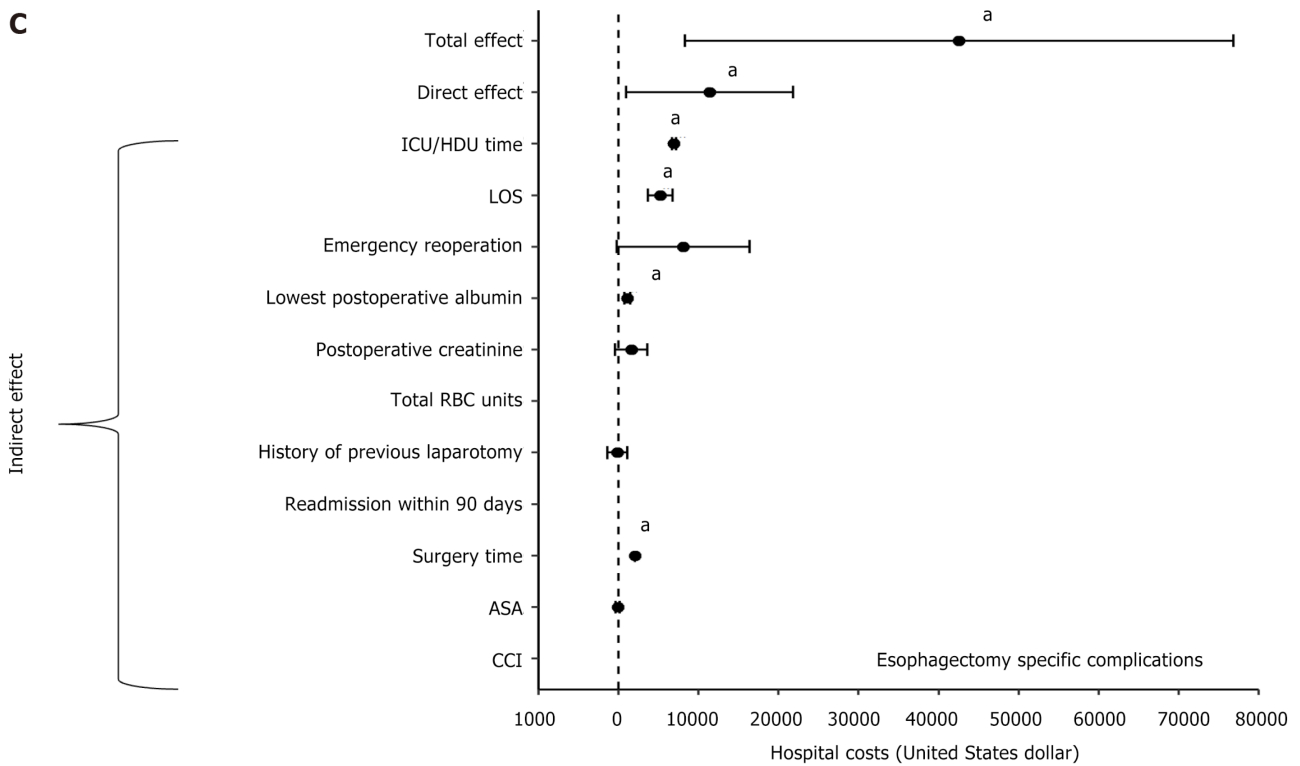 C
a
Total effect
a
Direct effect
a
ICU/HDU time
a
LOS
Emergency reoperation
a
Lowest postoperative albumin
Postoperative creatinine
Total RBC units
History of previous laparotomy
Readmission within 90 days
a
Surgery time
ASA
CCI
Esophagectomy specific complications
Indirect effect
1000 0 10000 20000 30000 40000 50000 60000 70000 80000
Hospital costs (United States dollar)